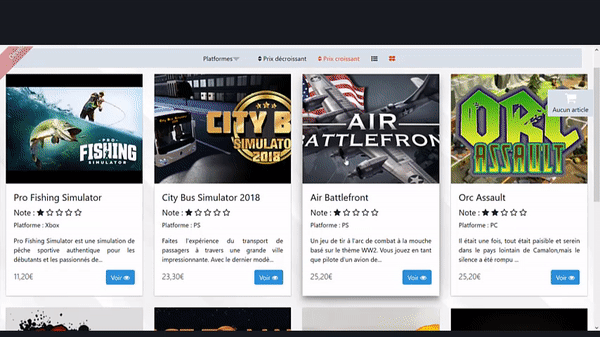 Platformes
Prix décroissant
Prix croissant
Aucun article
PRO
FISHING
SIMULATOR
CITY B
SIMULATOR
2018
AIR
BATTLEFRON
ORC
ASSAULT
Pro Fishing Simulator
Note :
Platforme : Xbox
Pro Fishing Simulator est une simulation de
pêche sportive authentique pour les
débutants et les passionnés de...
11,20€
Voir
City Bus Simulator 2018
Note :
Platforme : PS
Faites l'expérience du transport de
passagers à travers une grande ville
impressionnante. Avec le dernier modè...
23,30€
Voir
Air Battlefront
Note :
Platforme : PS
Un jeu de tir à l'arc de combat à la mouche
basé sur le thème WW2. Vous jouez en tant
que pilote d'un avion de...
25,20€
Voir
Orc Assault
Note :
Platforme : PC
Il était une fois, tout était paisible et serein
dans le pays lointain de Camalon,mais le
silence a été rompu ...
25,20€
Voir